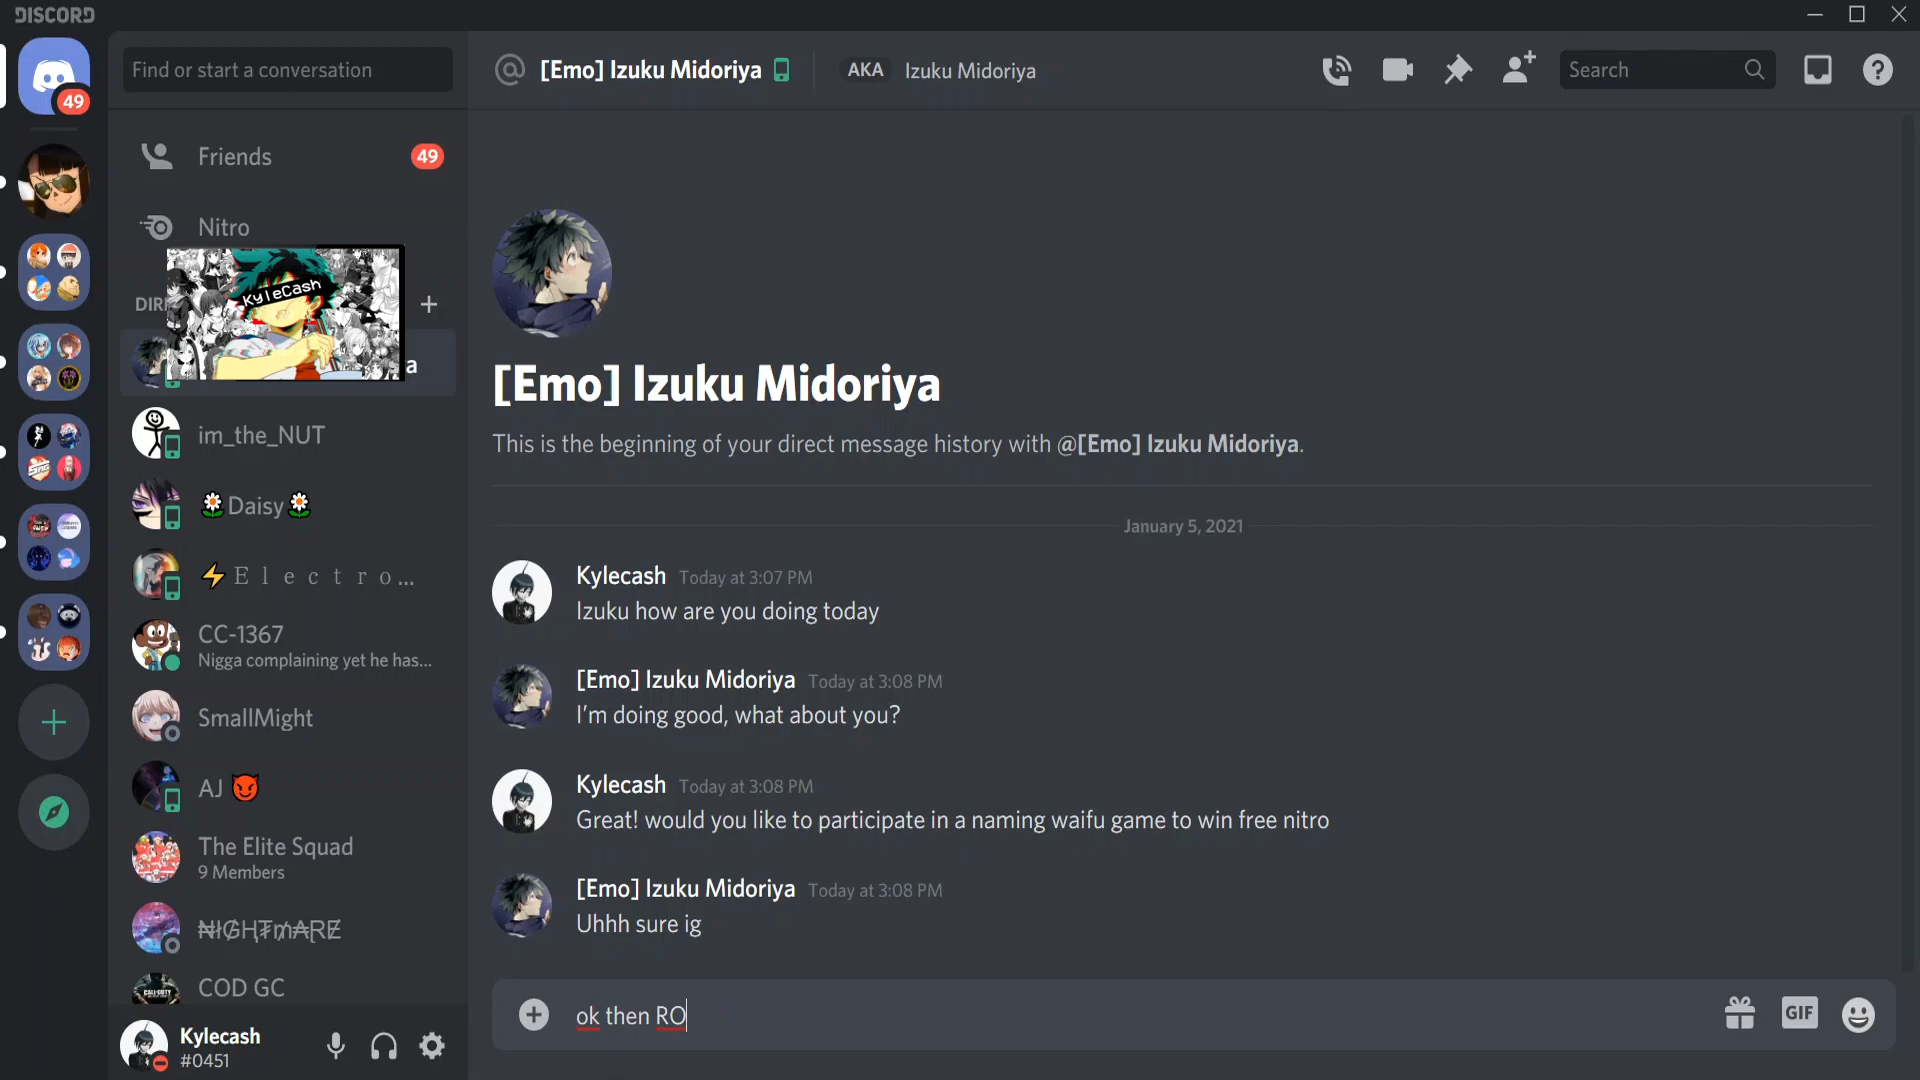 DISCORD
49
Find or start a conversation
Friends
49
Nitro
DIR
KyleCash
a
im_the_NUT
🌼Daisy🌼
⚡E l e c t r o...
CC-1367
Nigga complaining yet he has...
SmallMight
AJ 😈
The Elite Squad
9 Members
COD GC
Kylecash
#0451
@ [Emo] Izuku Midoriya
AKA Izuku Midoriya
Search
[Emo] Izuku Midoriya
This is the beginning of your direct message history with @[Emo] Izuku Midoriya.
January 5, 2021
Kylecash Today at 3:07 PM
Izuku how are you doing today
[Emo] Izuku Midoriya Today at 3:08 PM
I'm doing good, what about you?
Kylecash Today at 3:08 PM
Great! would you like to participate in a naming waifu game to win free nitro
[Emo] Izuku Midoriya Today at 3:08 PM
Uhhh sure ig
ok then RO
GIF